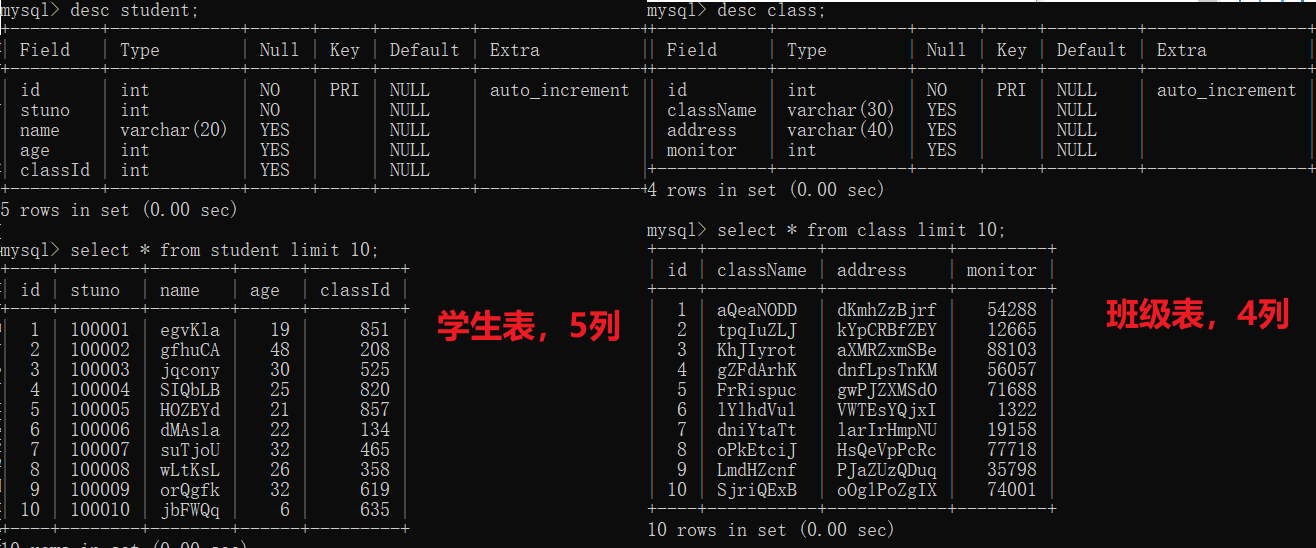 mysql> desc student;
Field | Type | Null | Key | Default | Extra
id | int | NO | PRI | NULL | auto_increment
stuno | int | NO | | NULL |
name | varchar(20) | YES | | NULL |
age | int | YES | | NULL |
classId | int | YES | | NULL |
5 rows in set (0.00 sec)
mysql> select * from student limit 10;
id | stuno | name | age | classId
1 | 100001 | egvKla | 19 | 851
2 | 100002 | gfhuCA | 48 | 208
3 | 100003 | jqcony | 30 | 525
4 | 100004 | SIQbLB | 25 | 820
5 | 100005 | HOZEYd | 21 | 857
6 | 100006 | dMAsla | 22 | 134
7 | 100007 | suTjoU | 32 | 465
8 | 100008 | wLtKsL | 26 | 358
9 | 100009 | orQgfk | 32 | 619
10 | 100010 | jbFWQq | 6 | 635
10 rows in set (0.00 sec)
学生表，5列
mysql> desc class;
Field | Type | Null | Key | Default | Extra
id | int | NO | PRI | NULL | auto_increment
className | varchar(30) | YES | | NULL |
address | varchar(40) | YES | | NULL |
monitor | int | YES | | NULL |
4 rows in set (0.00 sec)
mysql> select * from class limit 10;
id | className | address | monitor
1 | aQeaNODD | dKmhZzBjrf | 54288
2 | tpqIuZLJ | kYpCRBfZEY | 12665
3 | KhJIyrot | aXMRZxmSBe | 88103
4 | gZFdArhK | dnfLpsTnKM | 56057
5 | FrRispuc | gwPJZXMSdO | 71688
6 | lYlhdVul | VWTEsYQjxI | 1322
7 | dniYtaTt | larIrHmpNU | 19158
8 | oPkEtciJ | HsQeVpPcRc | 77718
9 | LmdHZcnf | PJaZUzQDuq | 35798
10 | SjriQExB | oOglPoZgIX | 74001
10 rows in set (0.00 sec)
班级表，4列